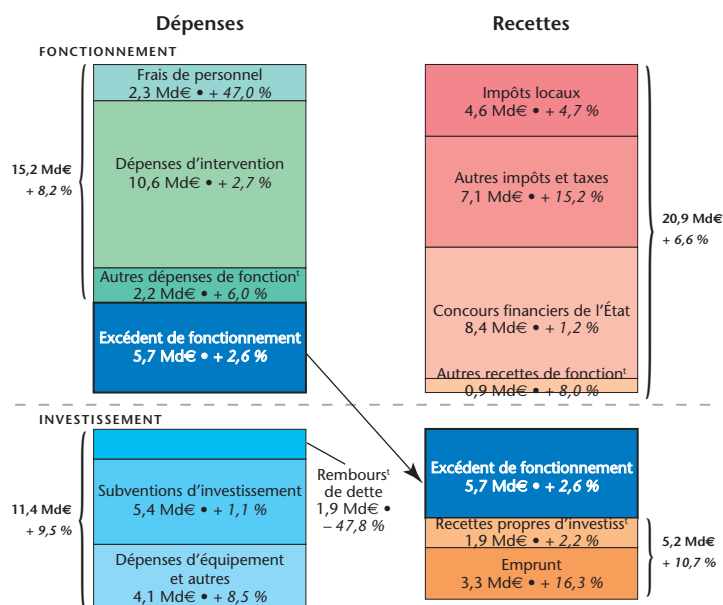 Dépenses
Recettes
FONCTIONNEMENT
Frais de personnel
2,3 Md€ • + 47,0 %
Dépenses d'intervention
10,6 Md€ • + 2,7 %
15,2 Md€
+ 8,2 %
Autres dépenses de fonctionᵗ
2,2 Md€ • + 6,0 %
Excédent de fonctionnement
5,7 Md€ • + 2,6 %
Impôts locaux
4,6 Md€ • + 4,7 %
Autres impôts et taxes
7,1 Md€ • + 15,2 %
20,9 Md€
+ 6,6 %
Concours financiers de l'État
8,4 Md€ • + 1,2 %
Autres recettes de fonctionᵗ
0,9 Md€ • + 8,0 %
INVESTISSEMENT
Remboursᵗ
de dette
1,9 Md€ •
– 47,8 %
Subventions d'investissement
5,4 Md€ • + 1,1 %
11,4 Md€
+ 9,5 %
Dépenses d'équipement
et autres
4,1 Md€ • + 8,5 %
Excédent de fonctionnement
5,7 Md€ • + 2,6 %
Recettes propres d'investissᵗ
1,9 Md€ • + 2,2 %
5,2 Md€
+ 10,7 %
Emprunt
3,3 Md€ • + 16,3 %